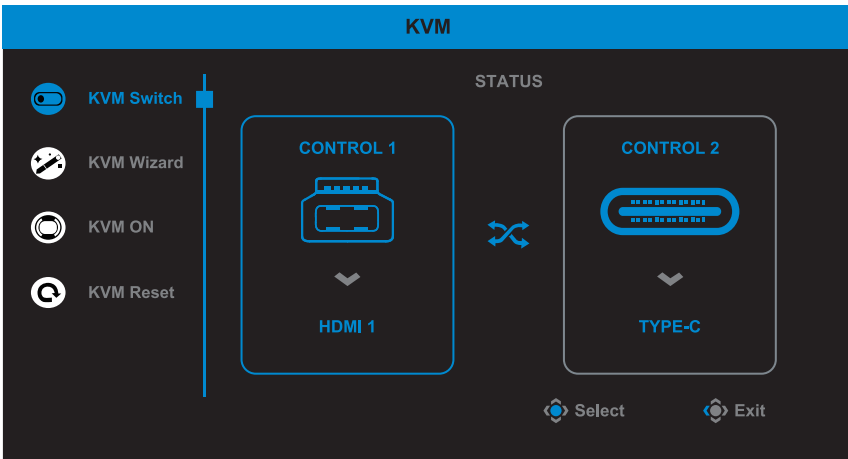 KVM
KVM Switch
KVM Wizard
KVM ON
KVM Reset
STATUS
CONTROL 1
HDMI 1
CONTROL 2
TYPE-C
Select
Exit